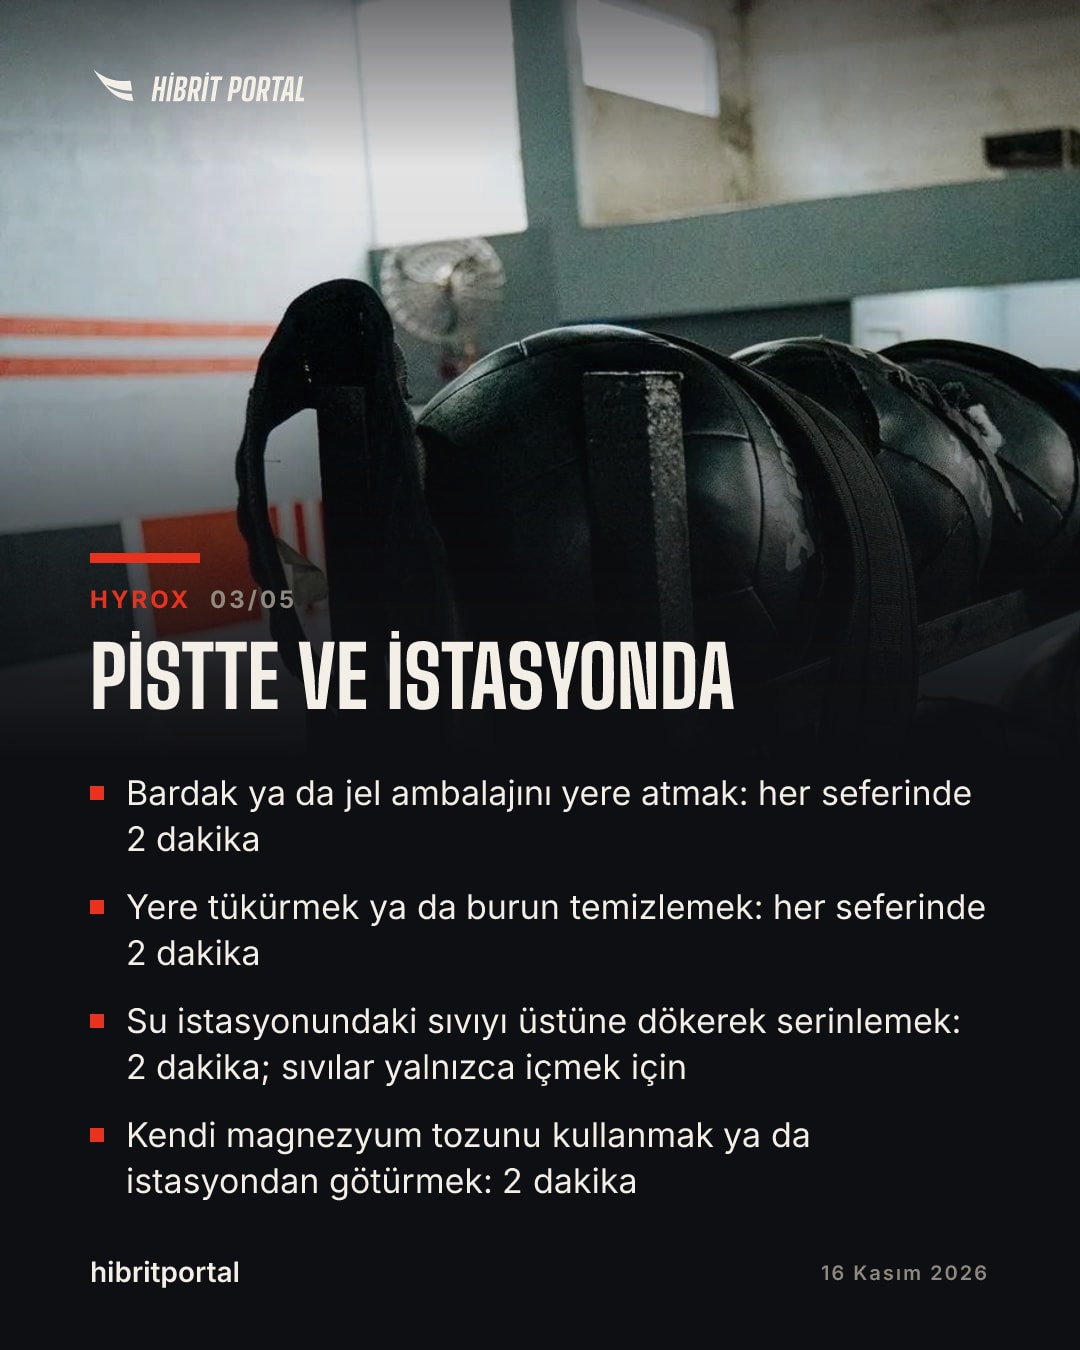 HİBRİT PORTAL
HYROX 03/05
PİSTTE VE İSTASYONDA
Bardak ya da jel ambalajını yere atmak: her seferinde
2 dakika
Yere tükürmek ya da burun temizlemek: her seferinde
2 dakika
Su istasyonundaki sıvıyı üstüne dökerek serinlemek:
2 dakika; sıvılar yalnızca içmek için
Kendi magnezyum tozunu kullanmak ya da
istasyondan götürmek: 2 dakika
hibritportal
16 Kasım 2026